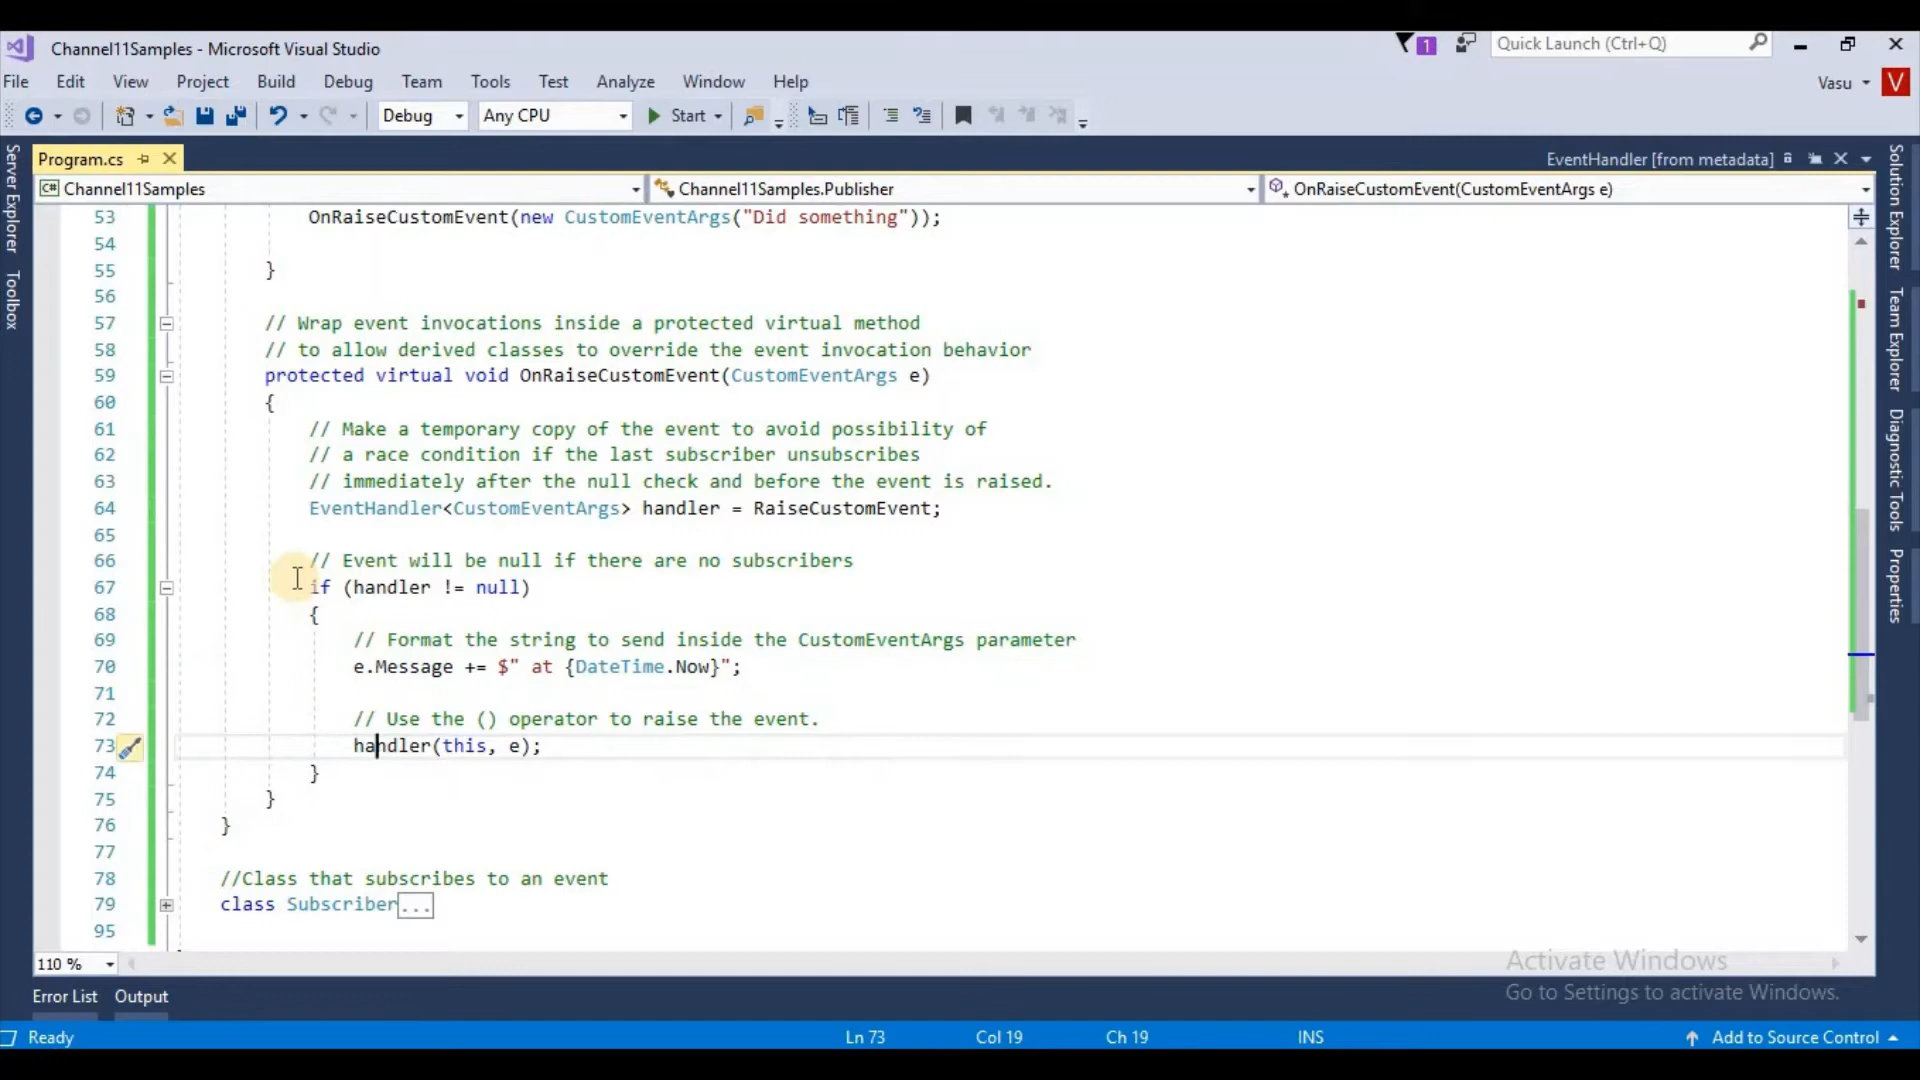 Channel11Samples - Microsoft Visual Studio
1
Quick Launch (Ctrl+Q)
File Edit View Project Build Debug Team Tools Test Analyze Window Help
Vasu V
Debug Any CPU Start
Server Explorer
Toolbox
Program.cs
EventHandler [from metadata]
C# Channel11Samples
Channel11Samples.Publisher
OnRaiseCustomEvent(CustomEventArgs e)
53 OnRaiseCustomEvent(new CustomEventArgs("Did something"));
54
55 }
56
57 // Wrap event invocations inside a protected virtual method
58 // to allow derived classes to override the event invocation behavior
59 protected virtual void OnRaiseCustomEvent(CustomEventArgs e)
60 {
61 // Make a temporary copy of the event to avoid possibility of
62 // a race condition if the last subscriber unsubscribes
63 // immediately after the null check and before the event is raised.
64 EventHandler<CustomEventArgs> handler = RaiseCustomEvent;
65
66 // Event will be null if there are no subscribers
67 if (handler != null)
68 {
69 // Format the string to send inside the CustomEventArgs parameter
70 e.Message += $" at {DateTime.Now}";
71
72 // Use the () operator to raise the event.
73 handler(this, e);
74 }
75 }
76 }
77
78 //Class that subscribes to an event
79 class Subscriber...
95
Solution Explorer
Team Explorer
Diagnostic Tools
Properties
110 %
Activate Windows
Go to Settings to activate Windows.
Error List Output
Ready Ln 73 Col 19 Ch 19 INS Add to Source Control